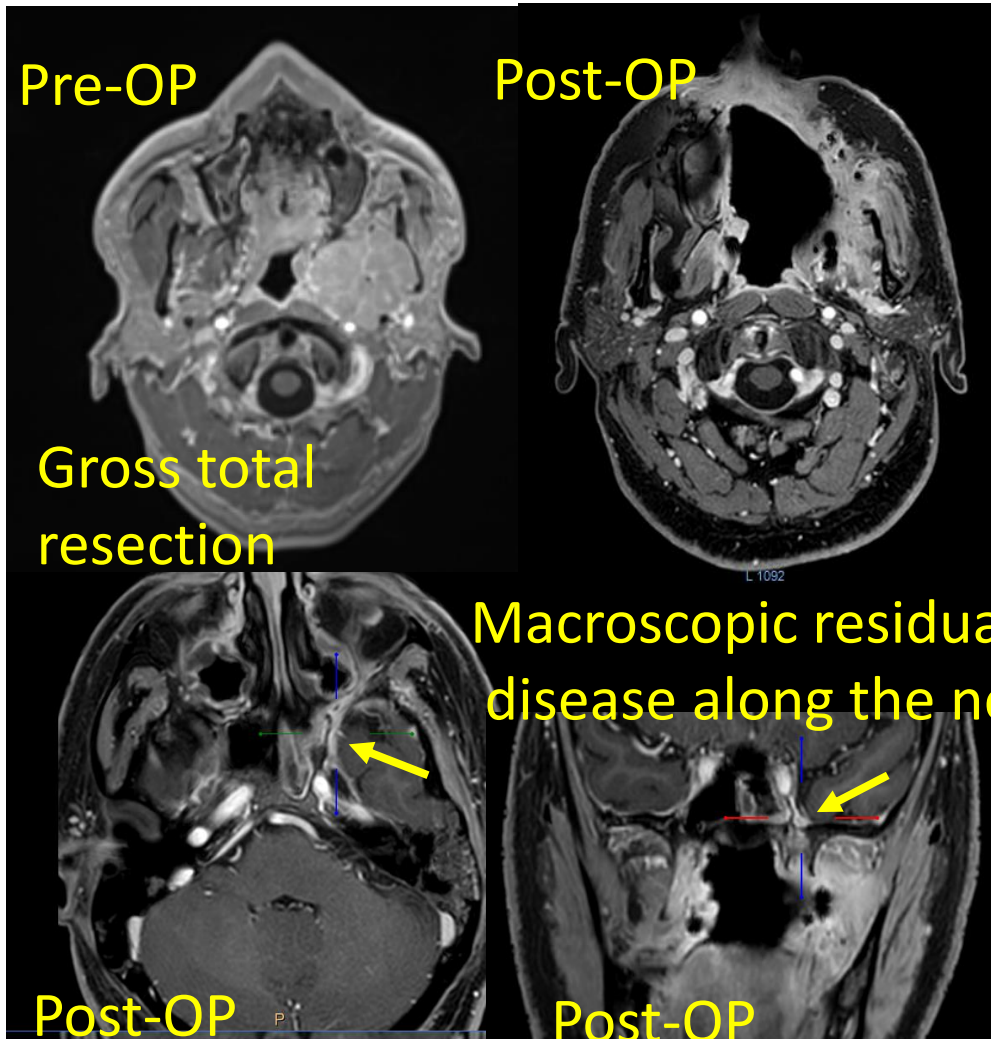 Pre-OP
Post-OP
Gross total
resection
L 1092
Macroscopic residua
disease along the ne
Post-OP
P
Post-OP